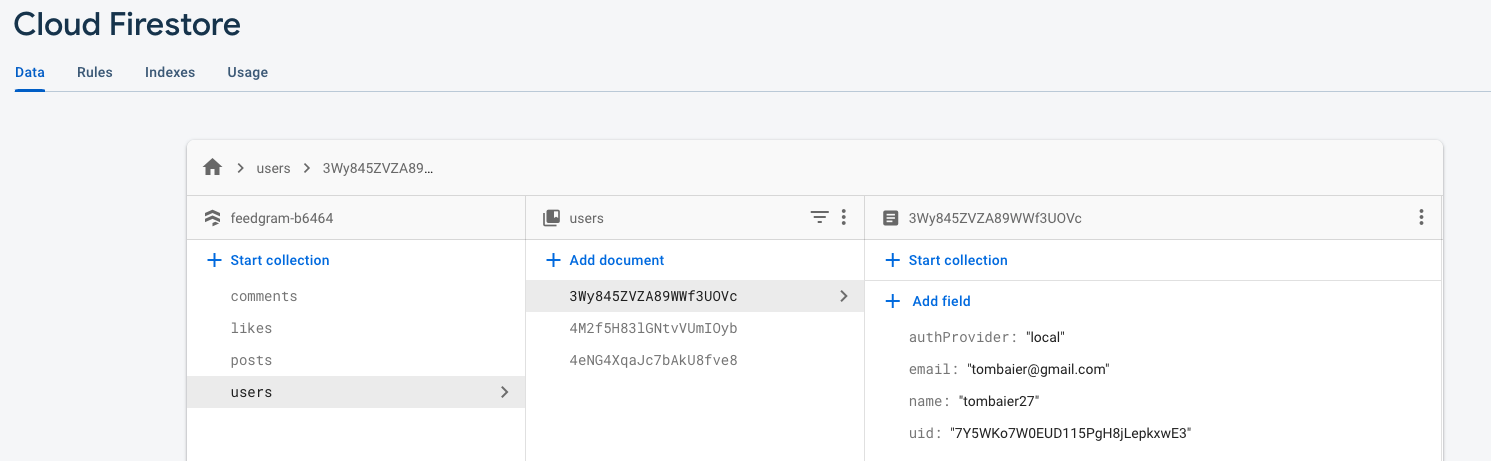 Cloud Firestore
Data Rules Indexes Usage
users 3Wy845ZVZA89...
feedgram-b6464 users 3Wy845ZVZA89WWf3UOVc
Start collection Add document Start collection
comments 3Wy845ZVZA89WWf3UOVc Add field
likes 4M2f5H83lGNtvVUmIOyb authProvider: "local"
posts 4eNG4XqaJc7bAkU8fve8 email: "tombaier@gmail.com"
users name: "tombaier27"
uid: "7Y5WKo7W0EUD115PgH8jLepkxwE3"